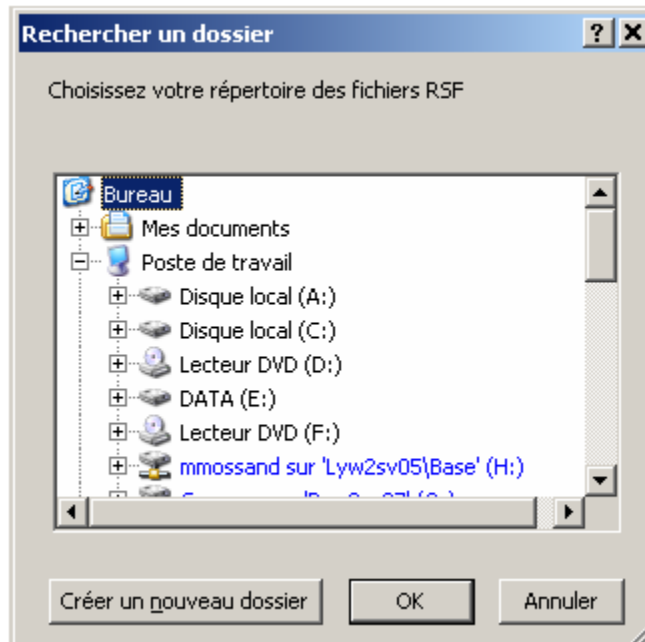 Rechercher un dossier
Choisissez votre répertoire des fichiers RSF
Bureau
Mes documents
Poste de travail
Disque local (A:)
Disque local (C:)
Lecteur DVD (D:)
DATA (E:)
Lecteur DVD (F:)
mmossand sur 'Lyw2sv05\Base' (H:)
Créer un nouveau dossier
OK
Annuler